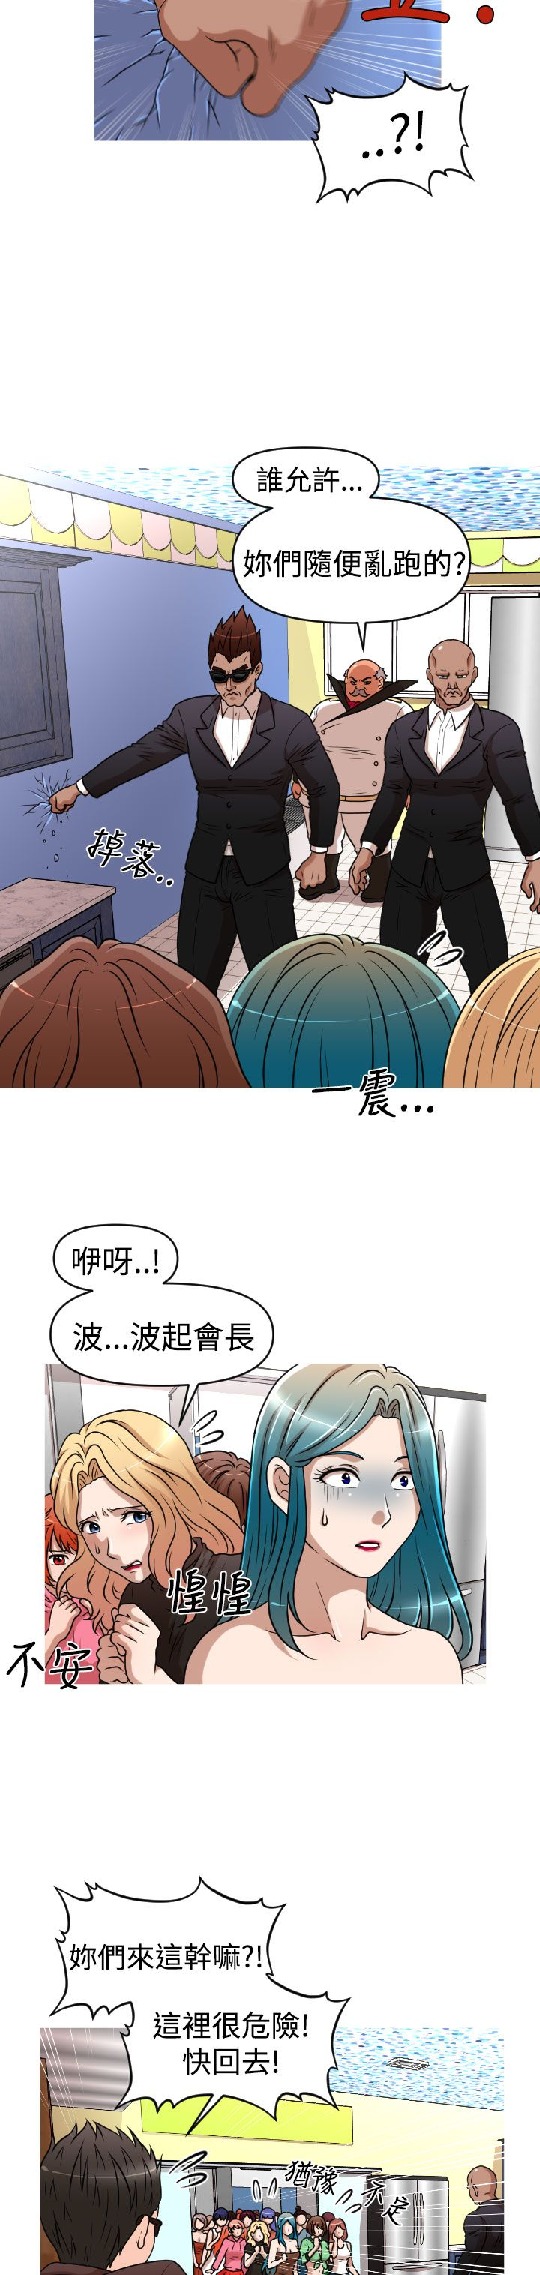 ..?!
誰允許...
妳們隨便亂跑的?
掉落..
一震...
咿呀..!
波...波起會長
惶惶
不安
妳們來這幹嘛?!
這裡很危險!
快回去!
猶豫
不定